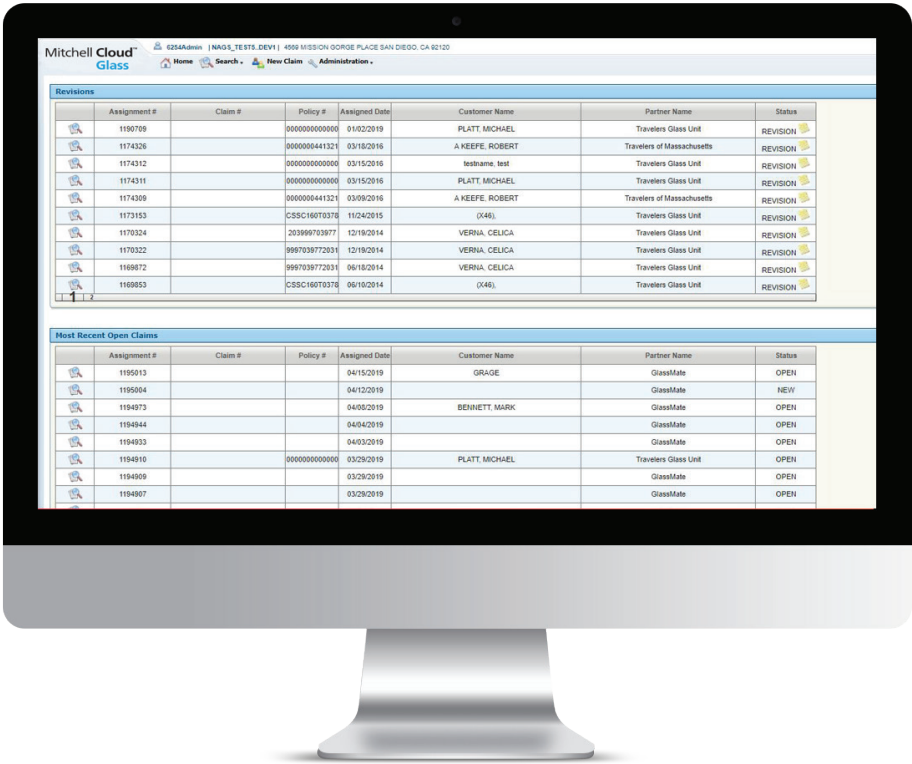 Mitchell Cloud™ Glass
6254Admin | NAGS_TEST5_DEV1 | 4569 MISSION GORGE PLACE SAN DIEGO, CA 92120
Home Search New Claim Administration
Revisions
Assignment # Claim # Policy # Assigned Date Customer Name Partner Name Status
1190709 0000000000000 01/02/2019 PLATT, MICHAEL Travelers Glass Unit REVISION
1174326 0000000441321 03/18/2016 A KEEFE, ROBERT Travelers of Massachusetts REVISION
1174312 0000000000000 03/15/2016 testname, test Travelers Glass Unit REVISION
1174311 0000000000000 03/15/2016 PLATT, MICHAEL Travelers Glass Unit REVISION
1174309 0000000441321 03/09/2016 A KEEFE, ROBERT Travelers of Massachusetts REVISION
1173153 CSSC160T0378 11/24/2015 (X46), Travelers Glass Unit REVISION
1170324 203999703977 12/19/2014 VERNA, CELICA Travelers Glass Unit REVISION
1170322 9997039772031 12/19/2014 VERNA, CELICA Travelers Glass Unit REVISION
1169872 9997039772031 06/18/2014 VERNA, CELICA Travelers Glass Unit REVISION
1169853 CSSC160T0378 06/10/2014 (X46), Travelers Glass Unit REVISION
1 2
Most Recent Open Claims
Assignment # Claim # Policy # Assigned Date Customer Name Partner Name Status
1195013 04/15/2019 GRAGE GlassMate OPEN
1195004 04/12/2019 GlassMate NEW
1194973 04/08/2019 BENNETT, MARK GlassMate OPEN
1194944 04/04/2019 GlassMate OPEN
1194933 04/03/2019 GlassMate OPEN
1194910 0000000000000 03/29/2019 PLATT, MICHAEL Travelers Glass Unit OPEN
1194909 03/29/2019 GlassMate OPEN
1194907 03/29/2019 GlassMate OPEN